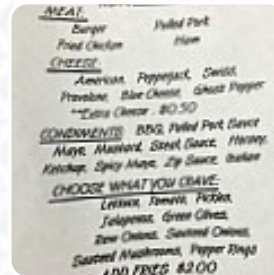 MEAT:
Burger Pulled Pork
Fried Chicken Ham
CHEESE:
American, Pepperjack, Swiss,
Provolone, Blue Cheese, Ghost Pepper
**Extra Cheese $0.50
CONDIMENTS: BBQ, Pulled Pork Sauce
Mayo, Mustard, Steak Sauce, Honey,
Ketchup, Spicy Mayo, Zip Sauce, Italian
CHOOSE WHAT YOU CRAVE:
Lettuce, Tomato, Pickles,
Jalapenos, Green Olives,
Raw Onions, Sauteed Onions,
Sauteed Mushrooms, Pepper Rings
ADD FRIES $2.00